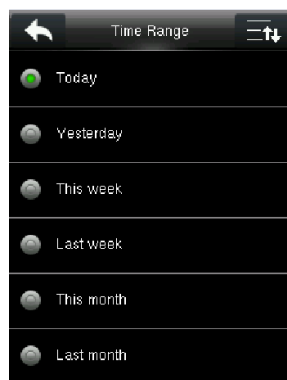 Time Range
Today
Yesterday
This week
Last week
This month
Last month